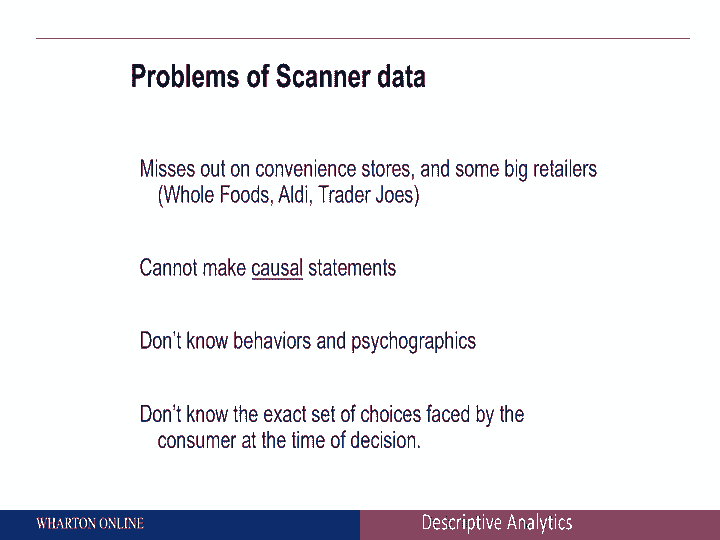 Problems of Scanner data
Misses out on convenience stores, and some big retailers
(Whole Foods, Aldi, Trader Joes)
Cannot make causal statements
Don't know behaviors and psychographics
Don't know the exact set of choices faced by the
consumer at the time of decision.
WHARTON ONLINE
Descriptive Analytics